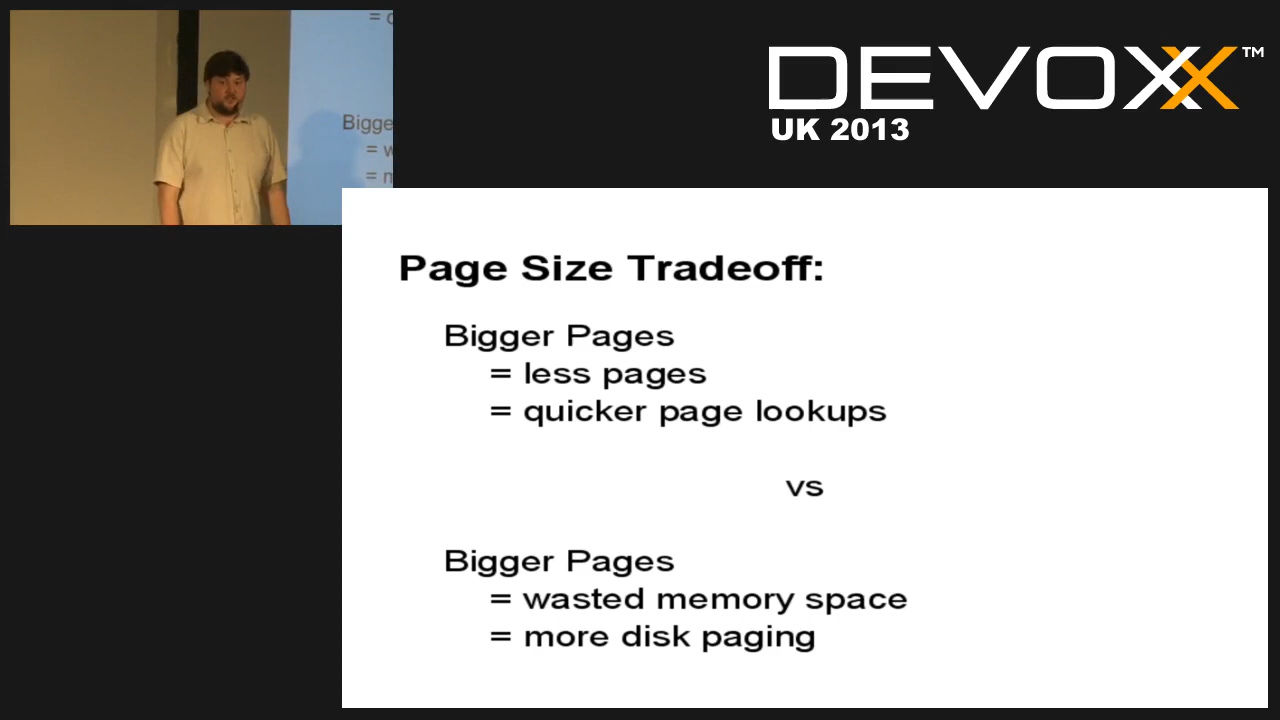 DEVOXX™
UK 2013
Bigge
= w
Page Size Tradeoff:
Bigger Pages
= less pages
= quicker page lookups
vs
Bigger Pages
= wasted memory space
= more disk paging